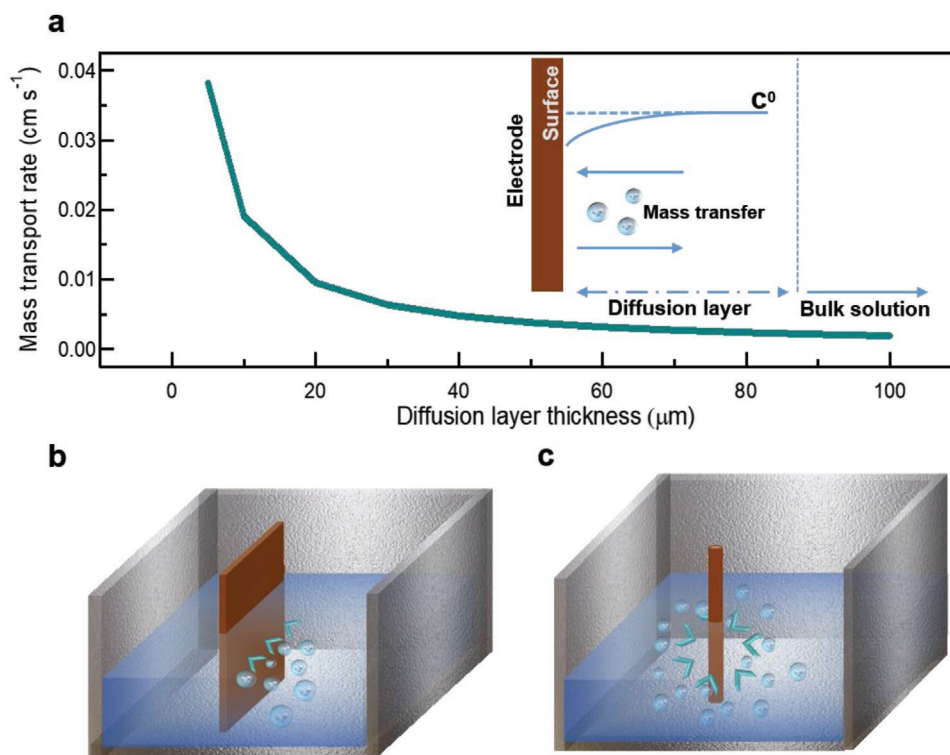 a
Mass transport rate (cm s⁻¹)
0.04
0.03
0.02
0.01
0.00
0
20
40
60
80
100
Diffusion layer thickness (μm)
Electrode
Surface
C⁰
Mass transfer
Diffusion layer
Bulk solution
b
c